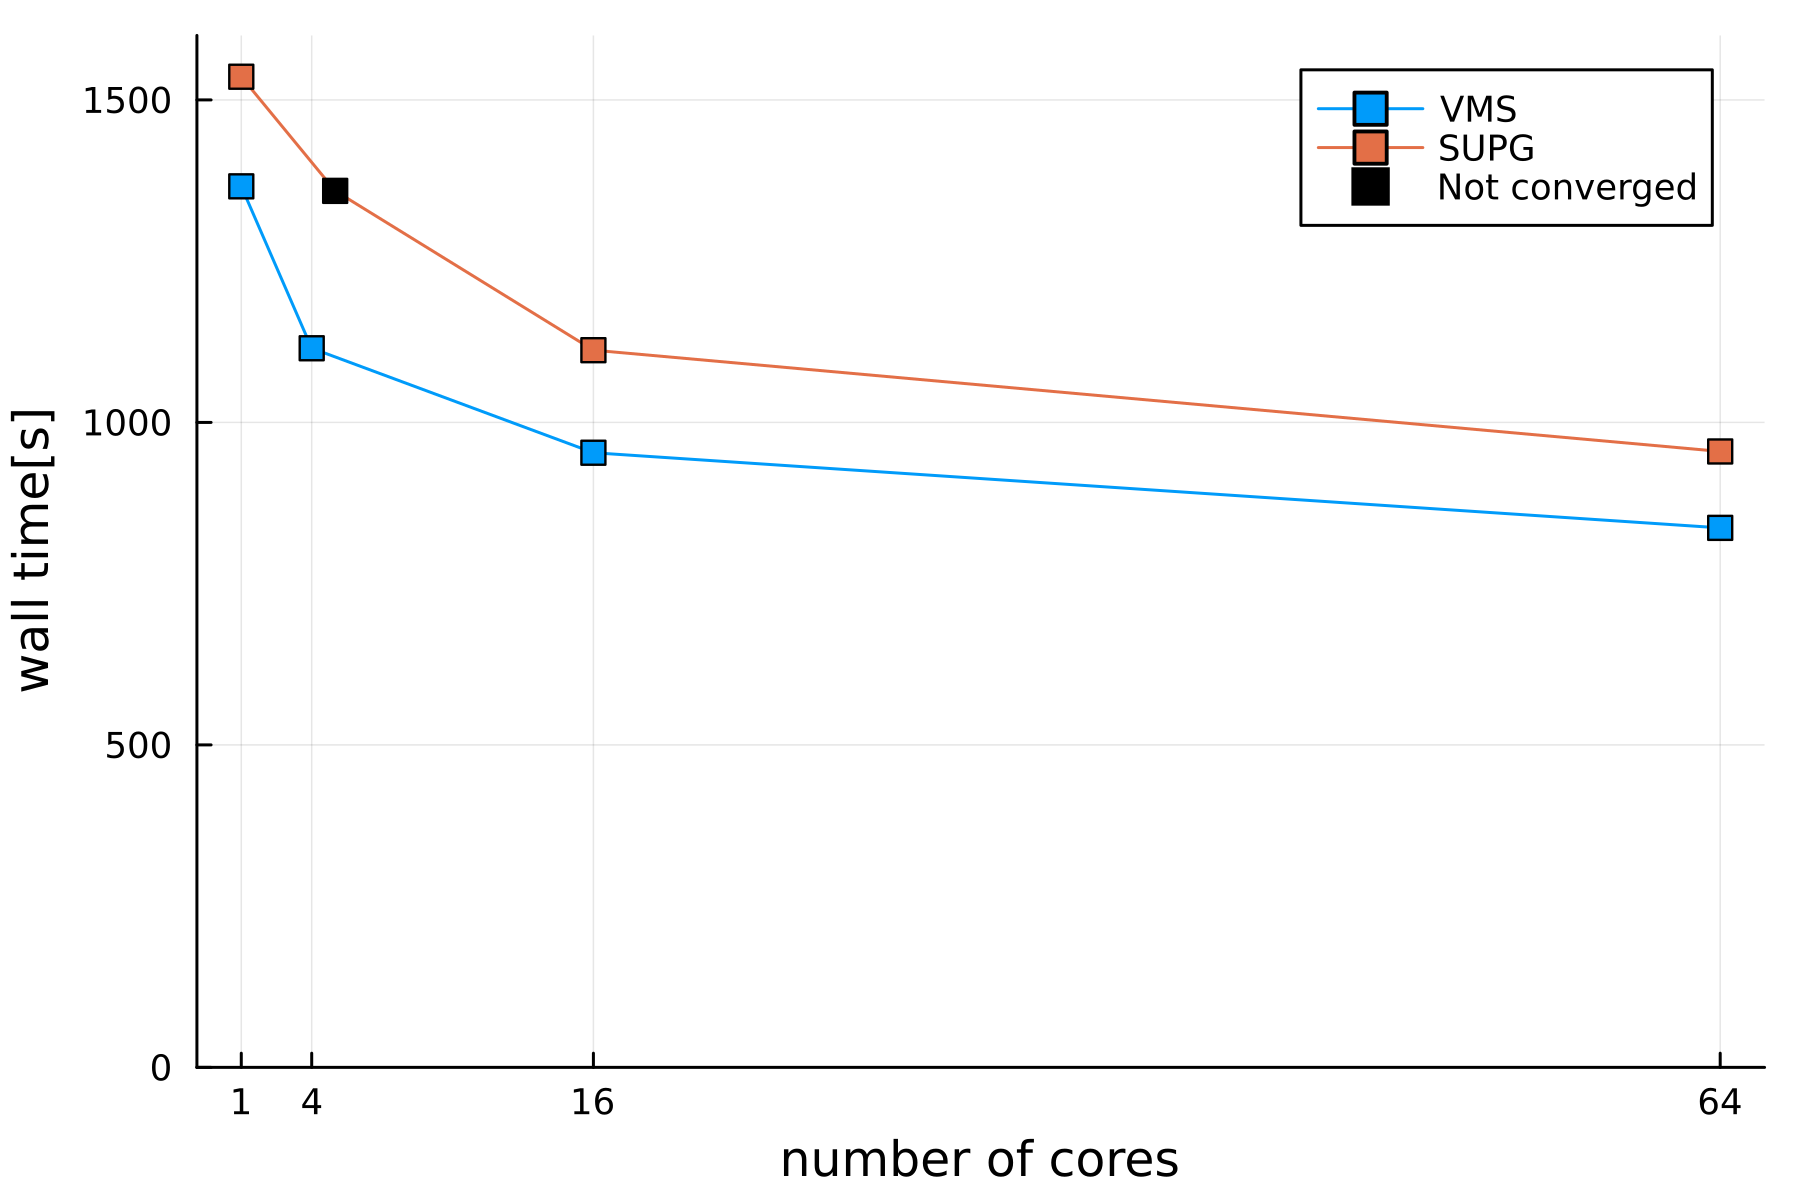 1500
1000
500
0
wall time[s]
VMS
SUPG
Not converged
1 4 16 64
number of cores